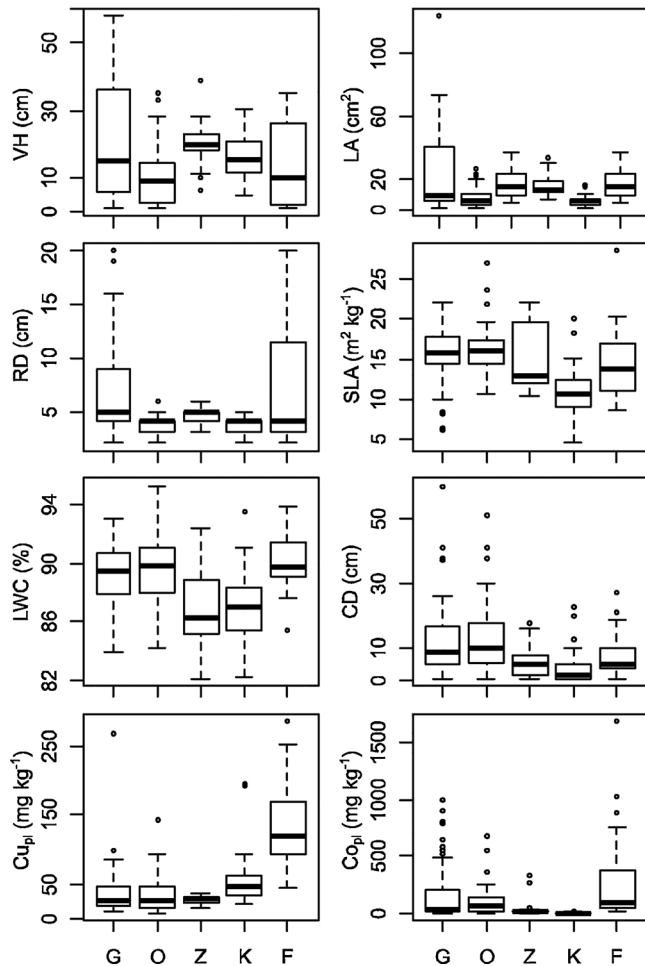 VH (cm)
0 10 30 50
LA (cm²)
0 20 60 100
RD (cm)
5 10 15 20
SLA (m² kg⁻¹)
5 10 15 20 25
LWC (%)
82 86 90 94
CD (cm)
0 10 30 50
Cu_pl (mg kg⁻¹)
0 50 150 250
Co_pl (mg kg⁻¹)
0 500 1000 1500
G O Z K F
G O Z K F